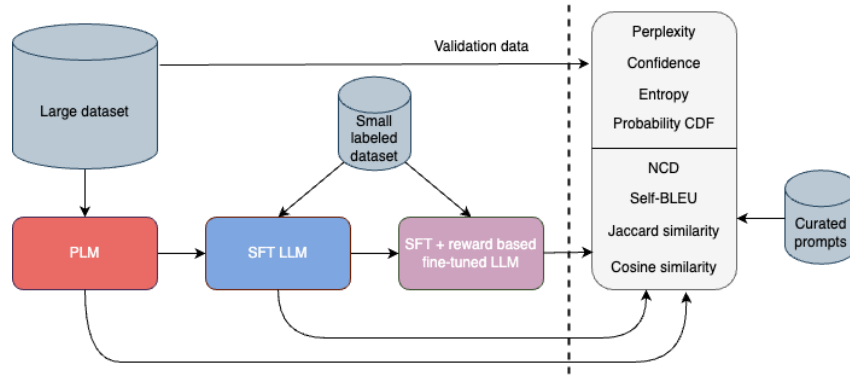 Large dataset
Validation data
Small
labeled
dataset
PLM
SFT LLM
SFT + reward based
fine-tuned LLM
Perplexity
Confidence
Entropy
Probability CDF
NCD
Self-BLEU
Jaccard similarity
Cosine similarity
Curated
prompts